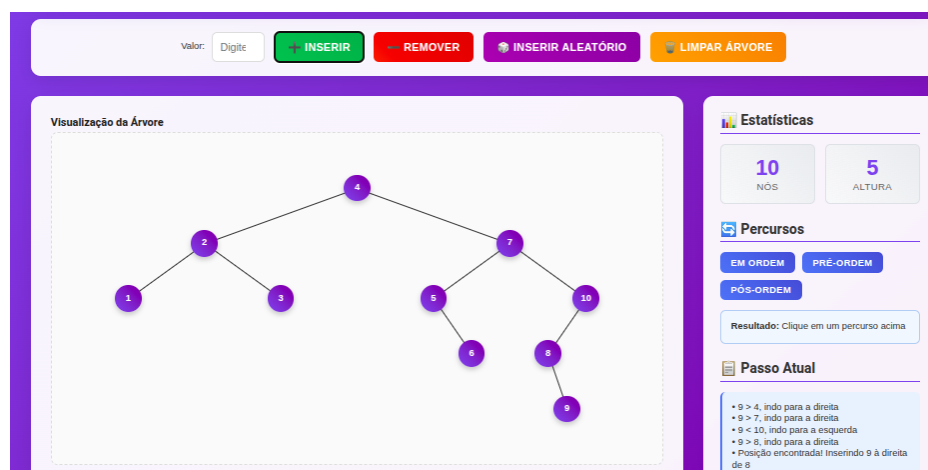 Valor: Digite ➕ INSERIR ➖ REMOVER 🎲 INSERIR ALEATÓRIO 🗑️ LIMPAR ÁRVORE
Visualização da Árvore
4
2 7
1 3 5 10
6 8
9
📊 Estatísticas
10 5
NÓS ALTURA
🔄 Percursos
EM ORDEM PRÉ-ORDEM
PÓS-ORDEM
Resultado: Clique em um percurso acima
📋 Passo Atual
• 9 > 4, indo para a direita
• 9 > 7, indo para a direita
• 9 < 10, indo para a esquerda
• 9 > 8, indo para a direita
• Posição encontrada! Inserindo 9 à direita
de 8